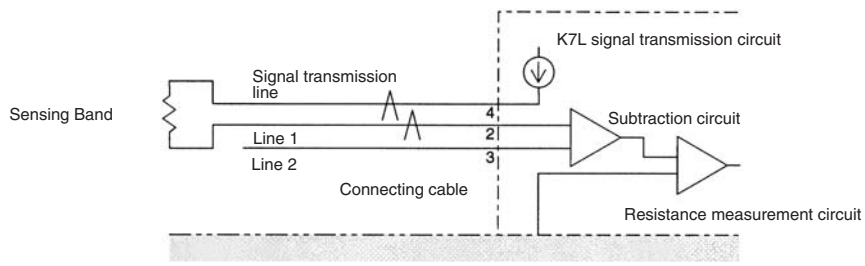 K7L signal transmission circuit
Signal transmission
line
Sensing Band
4
Subtraction circuit
2
Line 1
3
Line 2
Connecting cable
Resistance measurement circuit